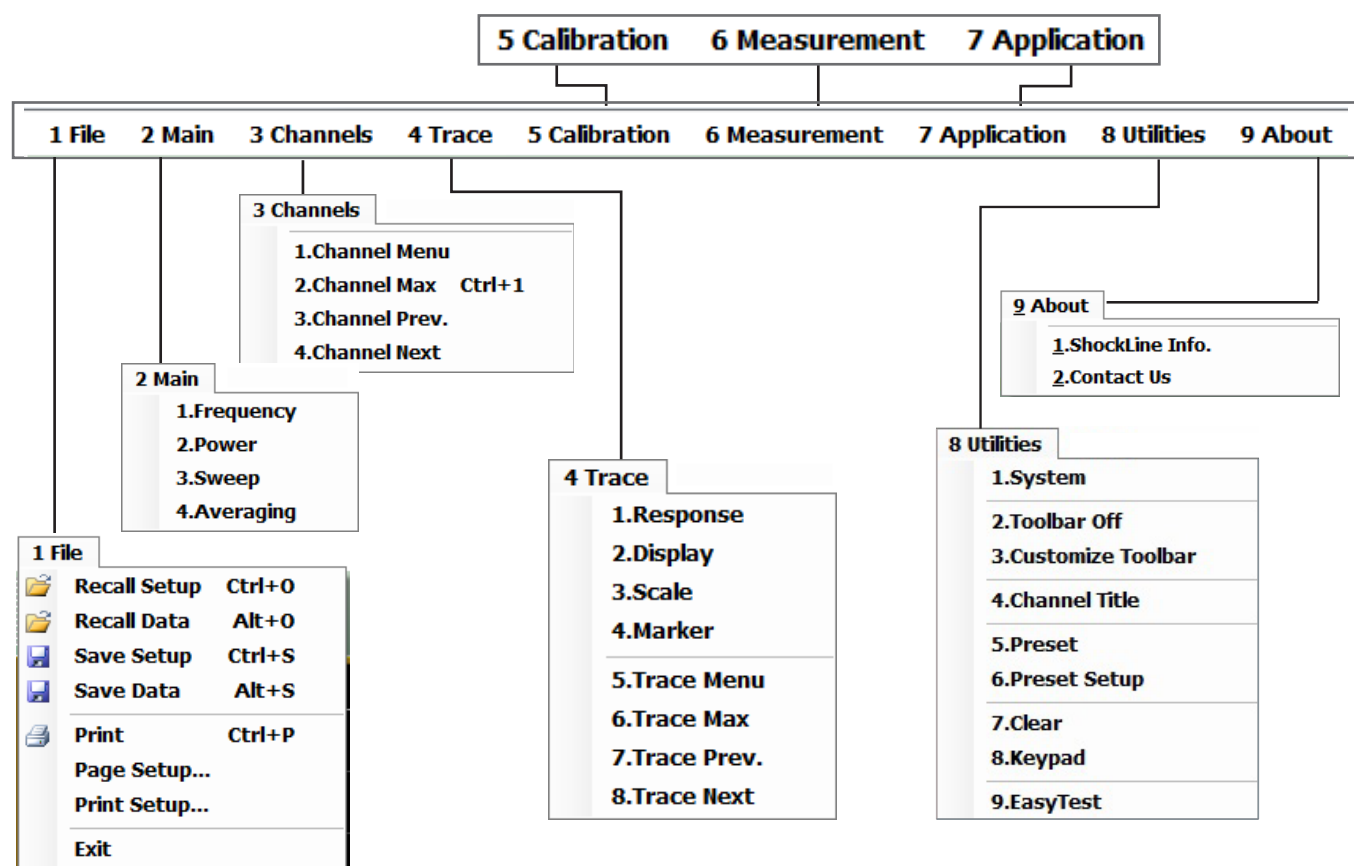 5 Calibration 6 Measurement 7 Application
1 File 2 Main 3 Channels 4 Trace 5 Calibration 6 Measurement 7 Application 8 Utilities 9 About
3 Channels
1.Channel Menu
2.Channel Max Ctrl+1
3.Channel Prev.
4.Channel Next
9 About
1.ShockLine Info.
2.Contact Us
2 Main
1.Frequency
2.Power
3.Sweep
4.Averaging
8 Utilities
1.System
2.Toolbar Off
3.Customize Toolbar
4.Channel Title
5.Preset
6.Preset Setup
7.Clear
8.Keypad
9.EasyTest
4 Trace
1.Response
2.Display
3.Scale
4.Marker
5.Trace Menu
6.Trace Max
7.Trace Prev.
8.Trace Next
1 File
Recall Setup Ctrl+O
Recall Data Alt+O
Save Setup Ctrl+S
Save Data Alt+S
Print Ctrl+P
Page Setup...
Print Setup...
Exit